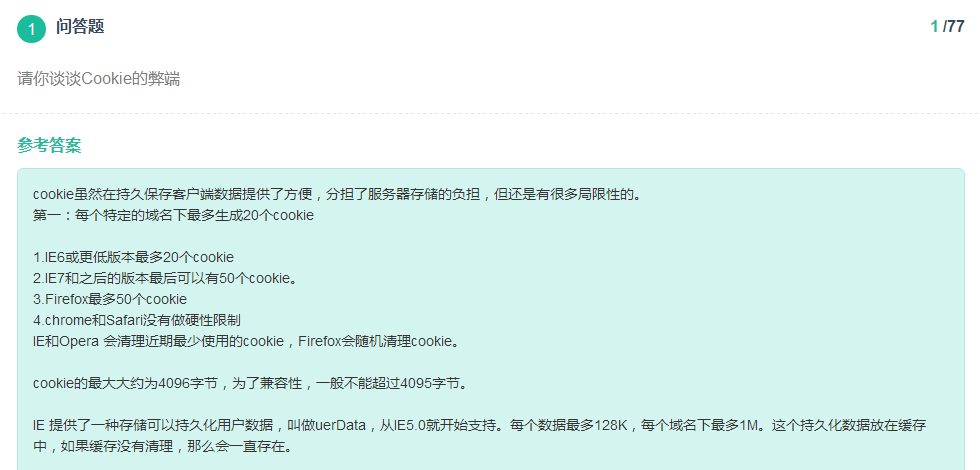 1 问答题 1 /77
请你谈谈Cookie的弊端
参考答案
cookie虽然在持久保存客户端数据提供了方便，分担了服务器存储的负担，但还是有很多局限性的。
第一：每个特定的域名下最多生成20个cookie
1.IE6或更低版本最多20个cookie
2.IE7和之后的版本最后可以有50个cookie。
3.Firefox最多50个cookie
4.chrome和Safari没有做硬性限制
IE和Opera 会清理近期最少使用的cookie，Firefox会随机清理cookie。
cookie的最大大约为4096字节，为了兼容性，一般不能超过4095字节。
IE 提供了一种存储可以持久化用户数据，叫做uerData，从IE5.0就开始支持。每个数据最多128K，每个域名下最多1M。这个持久化数据放在缓存
中，如果缓存没有清理，那么会一直存在。